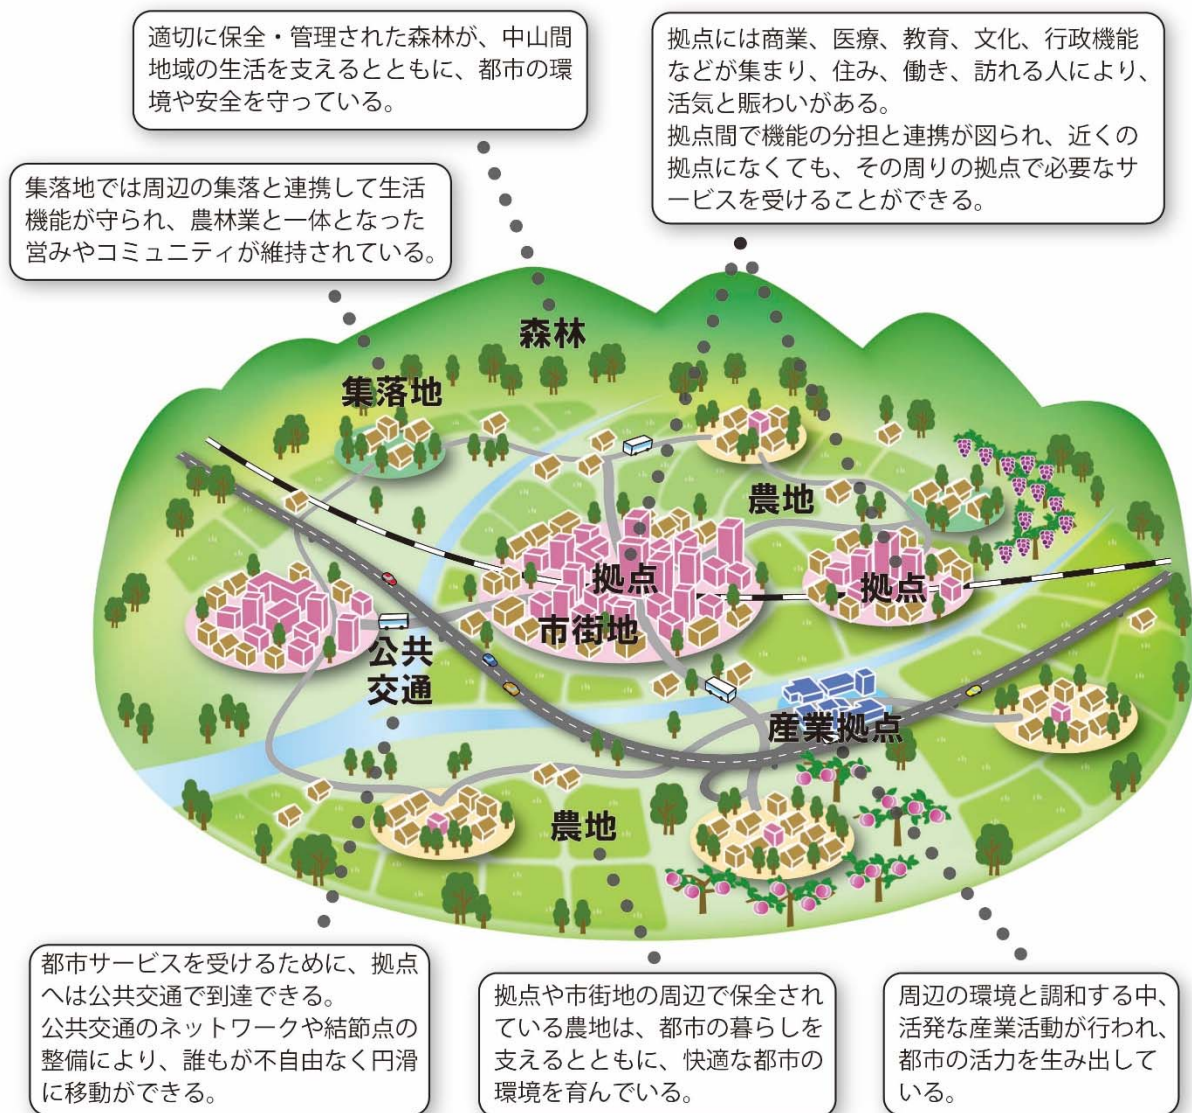 適切に保全・管理された森林が、中山間
地域の生活を支えるとともに、都市の環
境や安全を守っている。
拠点には商業、医療、教育、文化、行政機能
などが集まり、住み、働き、訪れる人により、
活気と賑わいがある。
拠点間で機能の分担と連携が図られ、近くの
拠点になくても、その周りの拠点で必要なサ
ービスを受けることができる。
集落地では周辺の集落と連携して生活
機能が守られ、農林業と一体となった
営みやコミュニティが維持されている。
森林
集落地
農地
拠点
拠点
市街地
公共
交通
産業拠点
農地
都市サービスを受けるために、拠点
へは公共交通で到達できる。
公共交通のネットワークや結節点の
整備により、誰もが不自由なく円滑
に移動ができる。
拠点や市街地の周辺で保全され
ている農地は、都市の暮らしを
支えるとともに、快適な都市の
環境を育んでいる。
周辺の環境と調和する中、
活発な産業活動が行われ、
都市の活力を生み出して
いる。